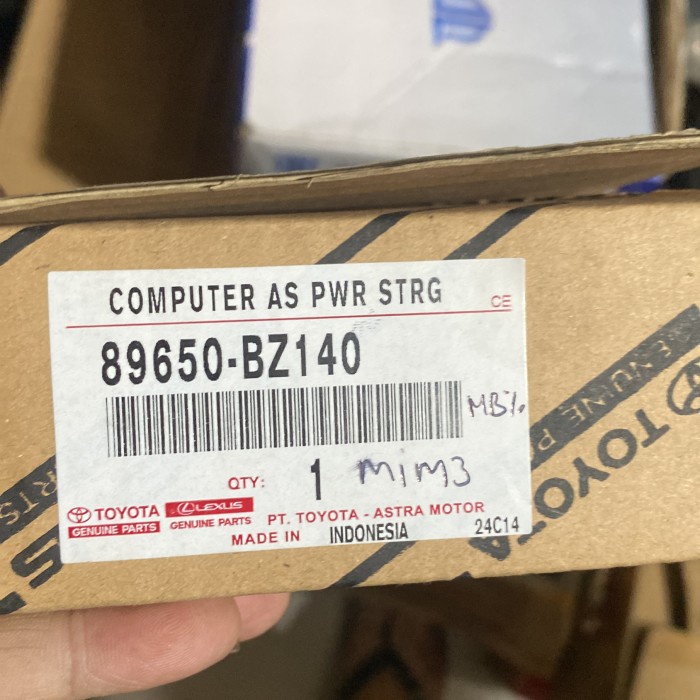 COMPUTER AS PWR STRG
CE
89650-BZ140
QTY: 1
TOYOTA
GENUINE PARTS
LEXUS
GENUINE PARTS
PT. TOYOTA - ASTRA MOTOR
MADE IN INDONESIA
24C14
MiM3
TOYOTA
GENUINE